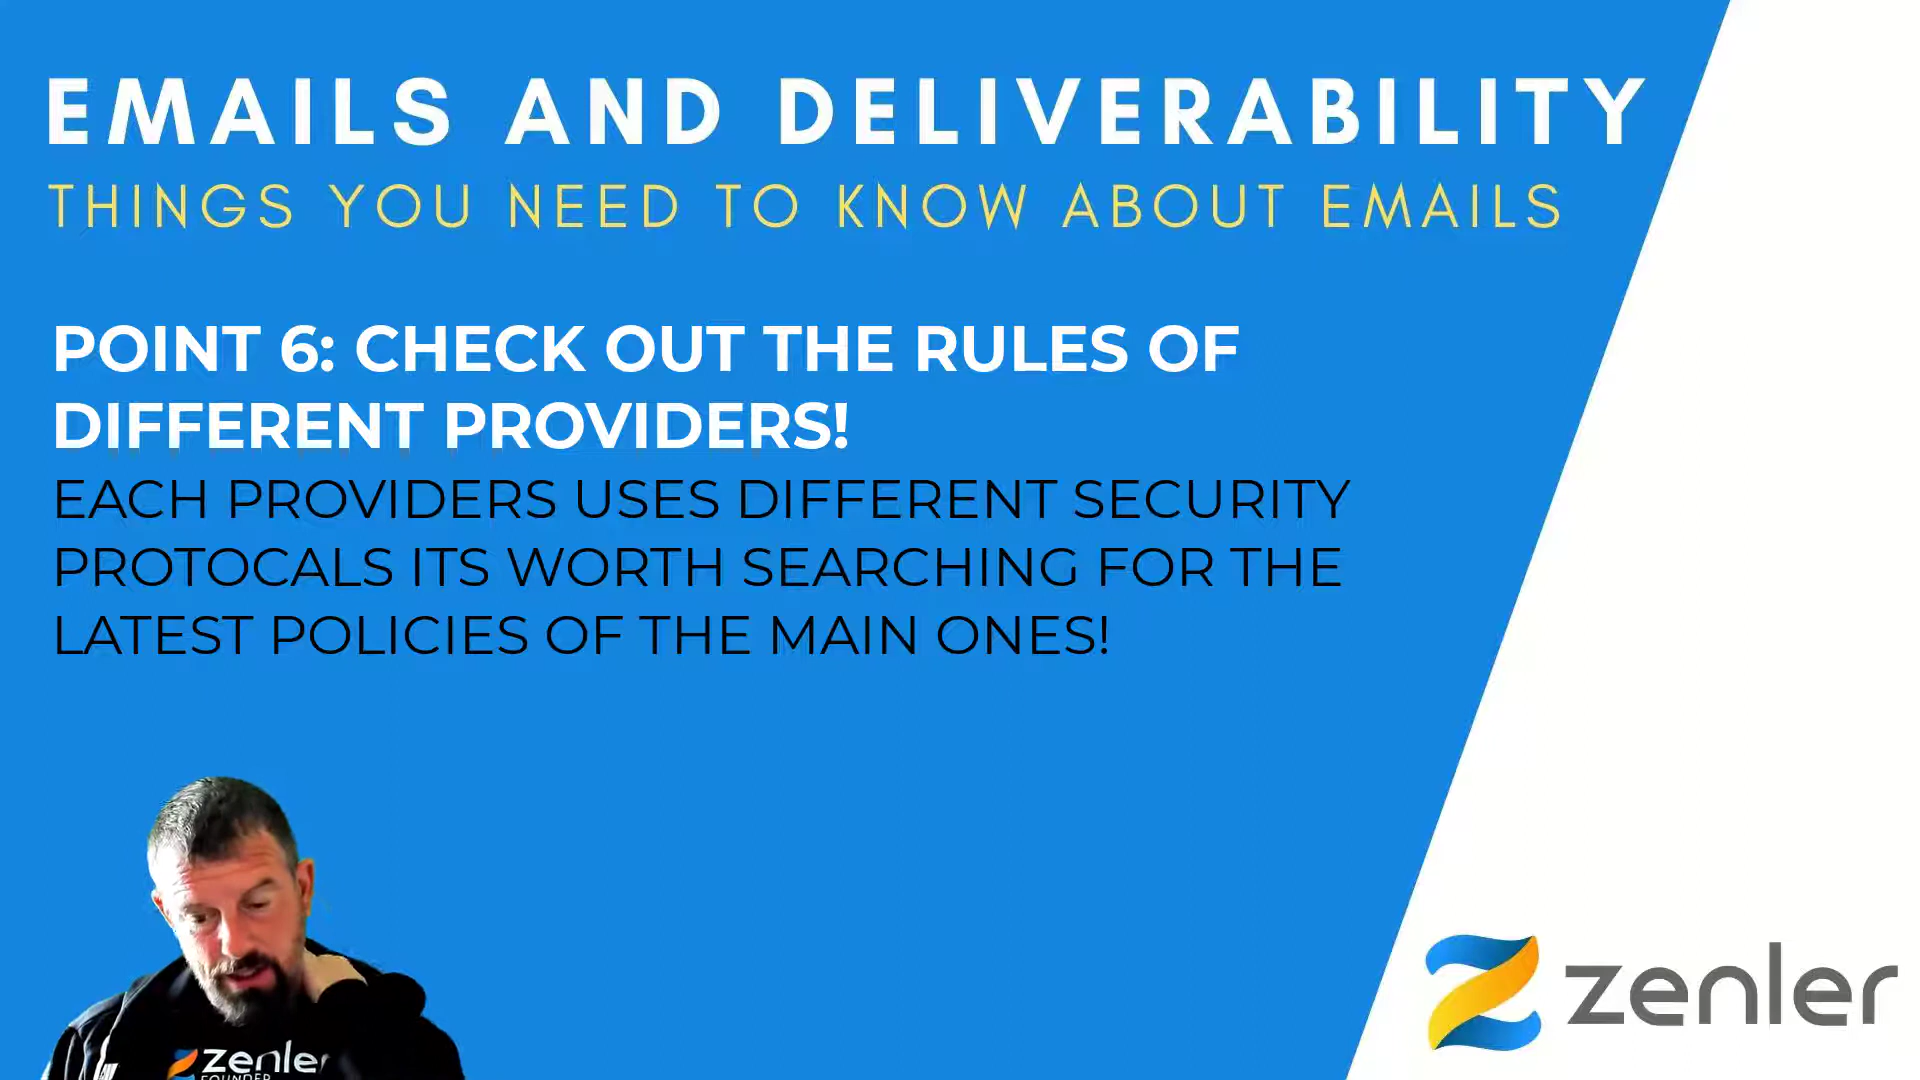 EMAILS AND DELIVERABILITY
THINGS YOU NEED TO KNOW ABOUT EMAILS
POINT 6: CHECK OUT THE RULES OF
DIFFERENT PROVIDERS!
EACH PROVIDERS USES DIFFERENT SECURITY
PROTOCALS ITS WORTH SEARCHING FOR THE
LATEST POLICIES OF THE MAIN ONES!
zenler
zenler
FOUNDER